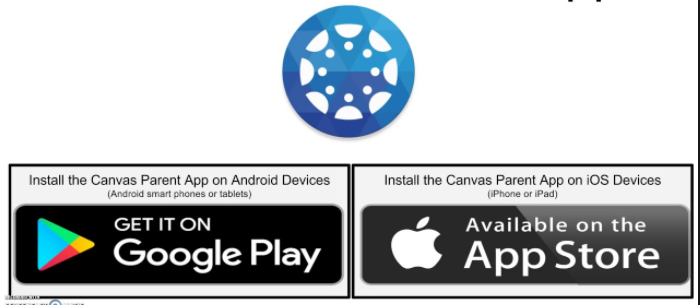 Install the Canvas Parent App on Android Devices
(Android smart phones or tablets)
GET IT ON
Google Play
Install the Canvas Parent App on iOS Devices
(iPhone or iPad)
Available on the
App Store